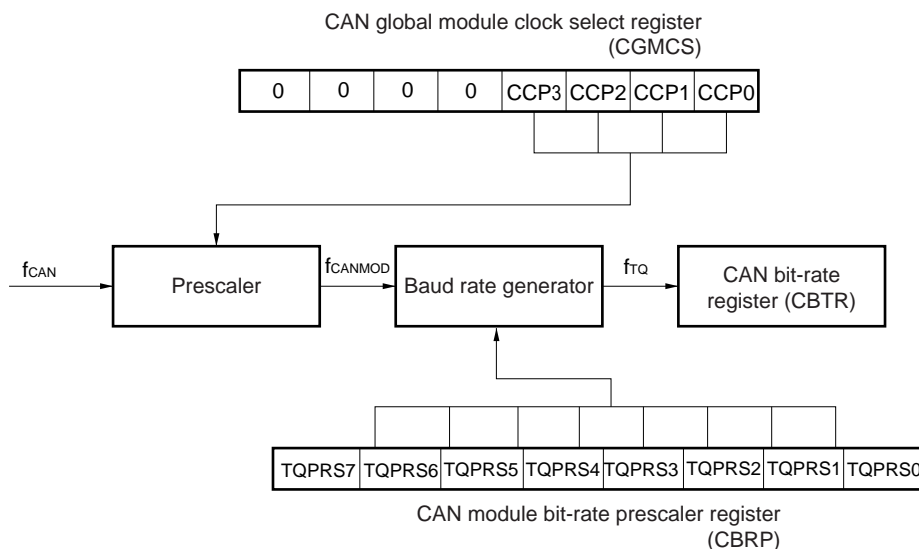 CAN global module clock select register
(CGMCS)
0 0 0 0 CCP3 CCP2 CCP1 CCP0
fCAN
Prescaler
fCANMOD
Baud rate generator
fTQ
CAN bit-rate
register (CBTR)
TQPRS7 TQPRS6 TQPRS5 TQPRS4 TQPRS3 TQPRS2 TQPRS1 TQPRS0
CAN module bit-rate prescaler register
(CBRP)